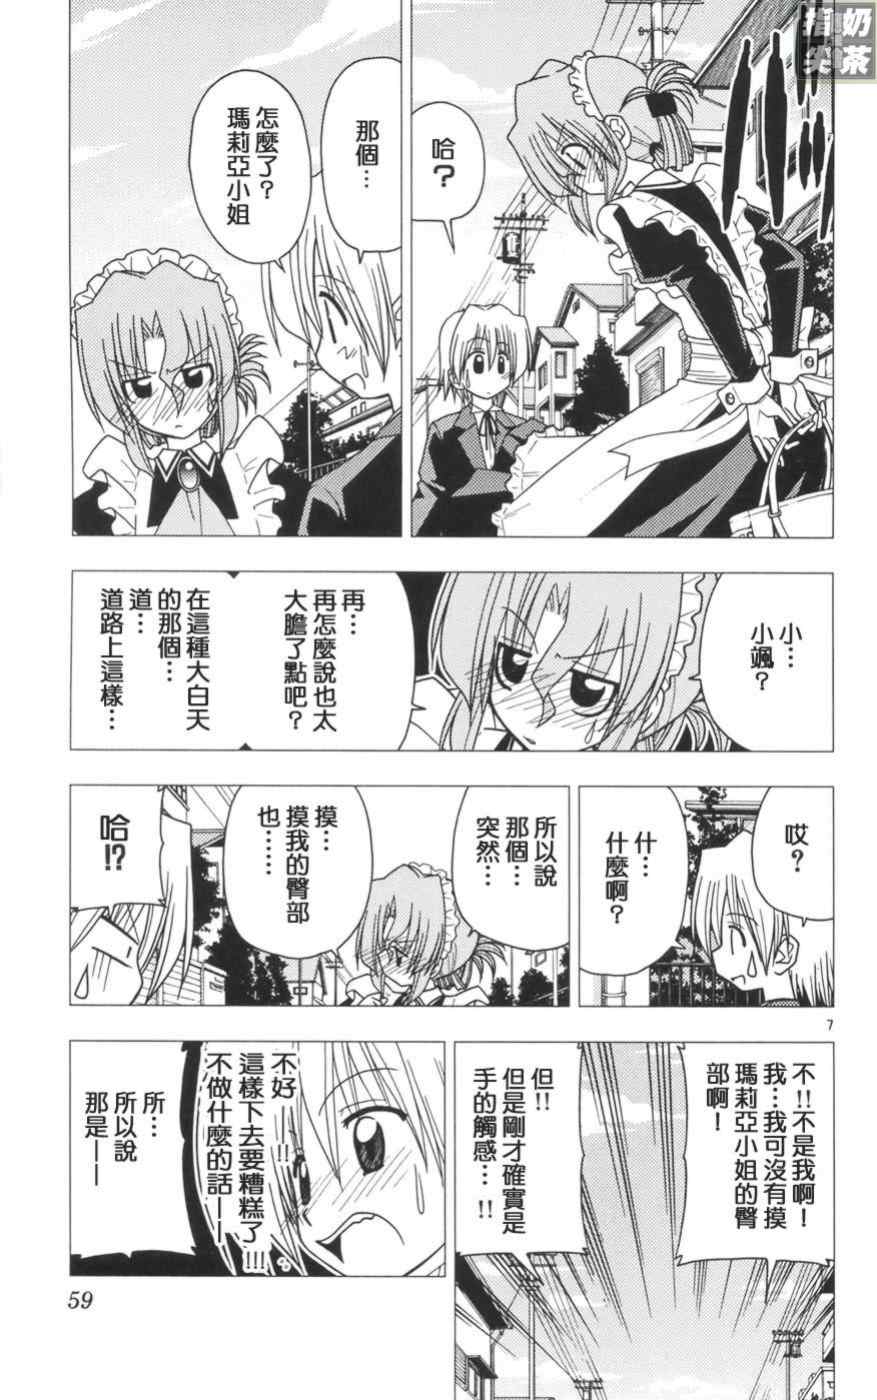 指奶
尖茶
哈？
那個…
怎麼了？
瑪莉亞小姐
小…
小颯？
再…
再怎麼說也太
大膽了點吧？
在這種大白天
的那個…
道…
道路上這樣…
哎？
什…
什麼啊？
所以說
那個…
突然…
摸…
摸我的臀部
也……
哈!?
7
不!!不是我啊！
我…我可沒有摸
瑪莉亞小姐的臀
部啊！
但!!
但是剛才確實是
手的觸感…!!
不好——!!
這樣下去要糟糕了!!!
不做什麼的話——
所…
所以說
那是——
59